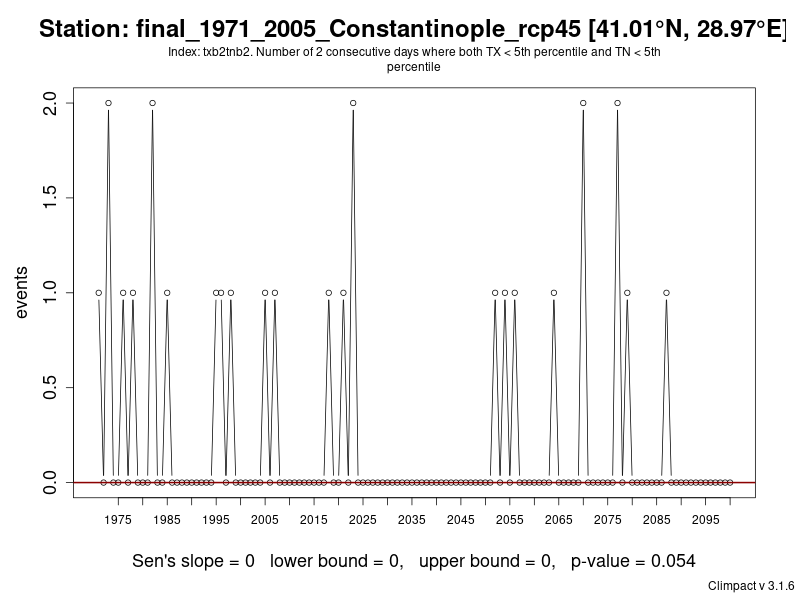 Station: final_1971_2005_Constantinople_rcp45 [41.01°N, 28.97°E]
Index: txb2tnb2. Number of 2 consecutive days where both TX < 5th percentile and TN < 5th
percentile
2.0
1.5
1.0
0.5
0.0
events
1975 1985 1995 2005 2015 2025 2035 2045 2055 2065 2075 2085 2095
Sen's slope = 0 lower bound = 0, upper bound = 0, p-value = 0.054
Climpact v 3.1.6